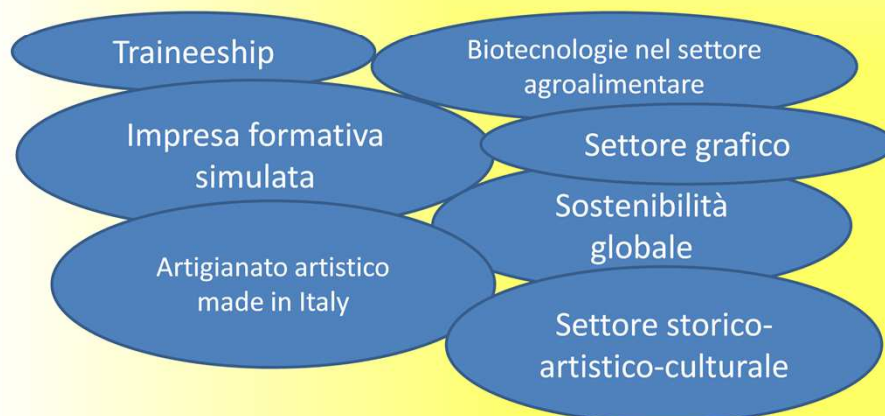 Traineeship
Biotecnologie nel settore
agroalimentare
Impresa formativa
simulata
Settore grafico
Sostenibilità
globale
Artigianato artistico
made in Italy
Settore storico-
artistico-culturale